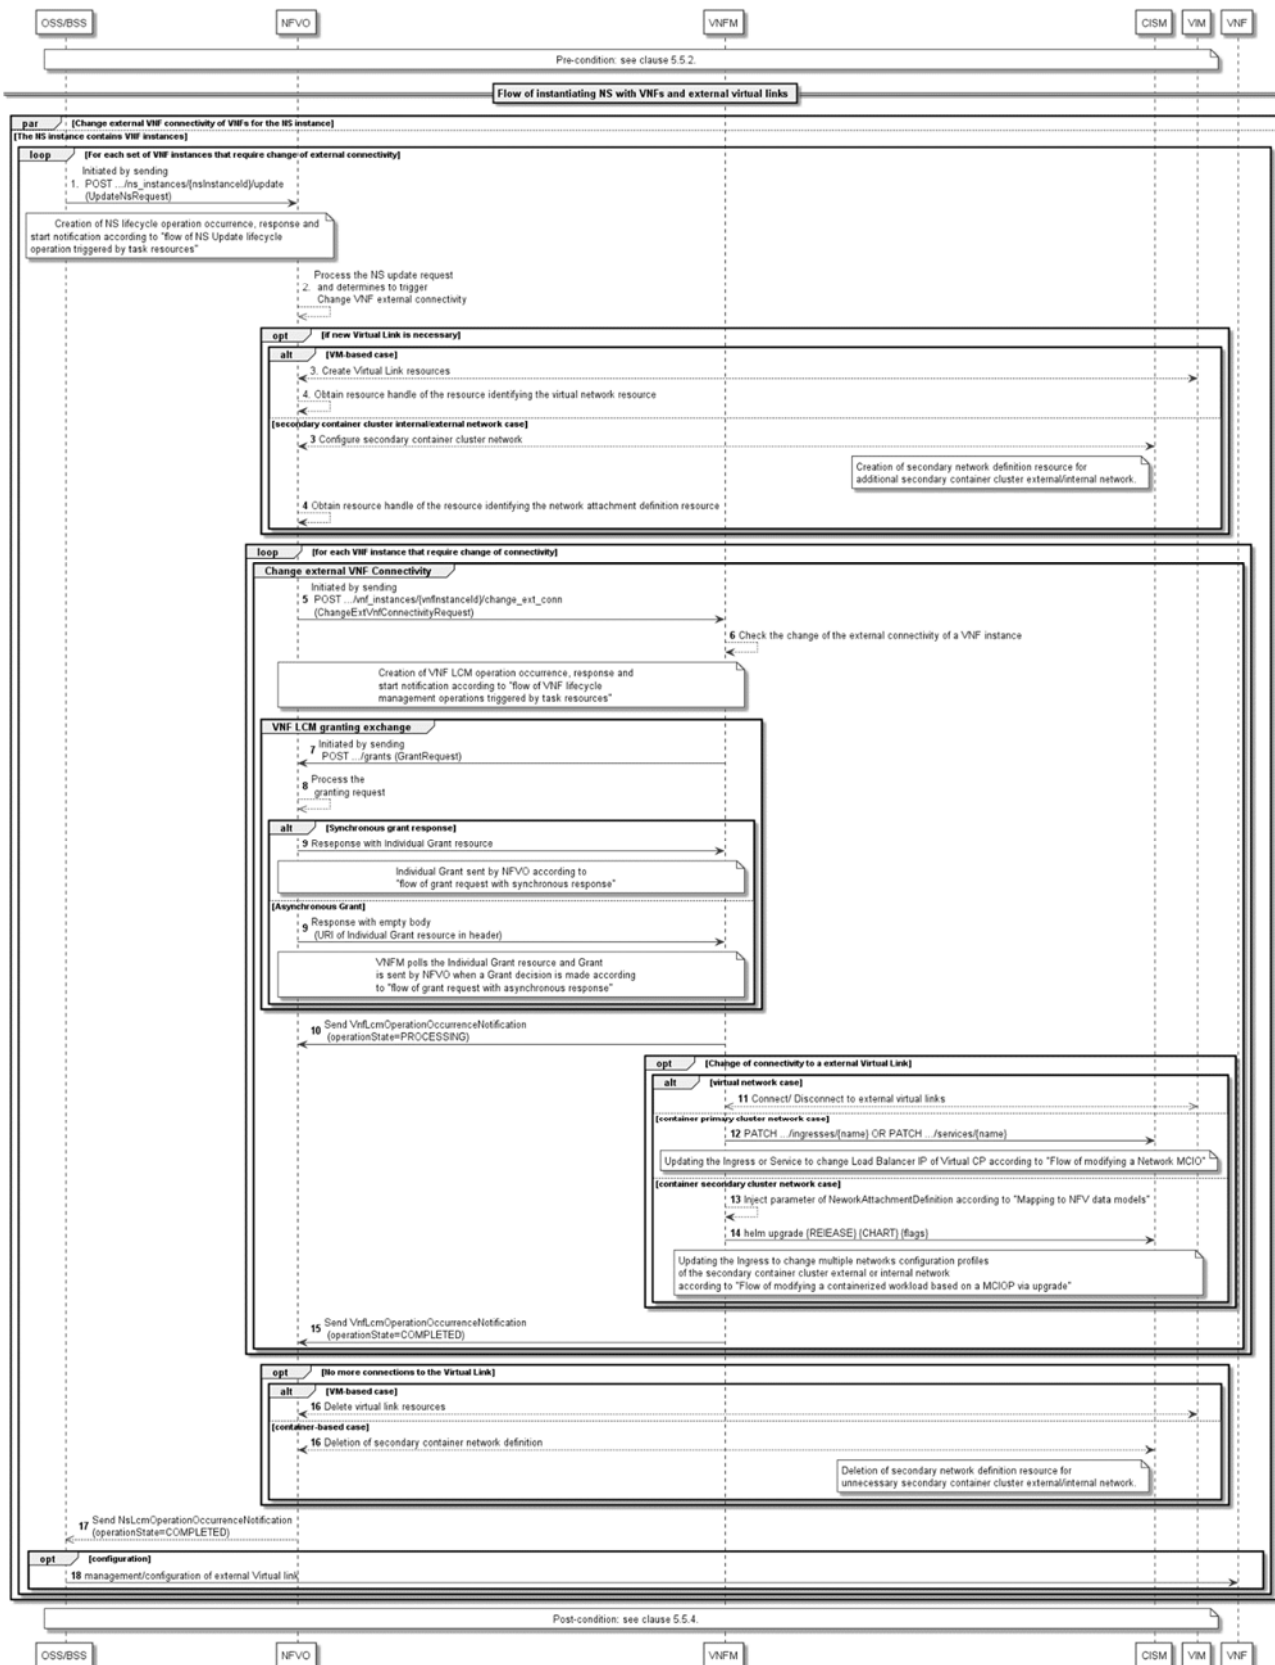 OSS/BSS NFVO VNFM CISM VIM VNF
Pre-condition: see clause 5.5.2.
Flow of instantiating NS with VNFs and external virtual links
par [Change external VNF connectivity of VNFs for the NS instance]
[The NS instance contains VNF instances]
loop [For each set of VNF instances that require change of external connectivity]
Initiated by sending
1. POST .../ns_instances/{nsInstanceId}/update
(UpdateNsRequest)
Creation of NS lifecycle operation occurrence, response and
start notification according to "flow of NS Update lifecycle
operation triggered by task resources"
Process the NS update request
2. and determines to trigger
Change VNF external connectivity
opt [if new Virtual Link is necessary]
alt [VM-based case]
3. Create Virtual Link resources
4. Obtain resource handle of the resource identifying the virtual network resource
[secondary container cluster internal/external network case]
3 Configure secondary container cluster network
Creation of secondary network definition resource for
additional secondary container cluster external/internal network.
4 Obtain resource handle of the resource identifying the network attachment definition resource
loop [for each VNF instance that require change of connectivity]
Change external VNF Connectivity
Initiated by sending
5 POST .../vnf_instances/{vnfInstanceId}/change_ext_conn
(ChangeExtVnfConnectivityRequest)
6 Check the change of the external connectivity of a VNF instance
Creation of VNF LCM operation occurrence, response and
start notification according to "flow of VNF lifecycle
management operations triggered by task resources"
VNF LCM granting exchange
7 Initiated by sending
POST .../grants (GrantRequest)
8 Process the
granting request
alt [Synchronous grant response]
9 Reseponse with Individual Grant resource
Individual Grant sent by NFVO according to
"flow of grant request with synchronous response"
[Asynchronous Grant]
9 Response with empty body
(URI of Individual Grant resource in header)
VNFM polls the Individual Grant resource and Grant
is sent by NFVO when a Grant decision is made according
to "flow of grant request with asynchronous response"
10 Send VnfLcmOperationOccurrenceNotification
(operationState=PROCESSING)
opt [Change of connectivity to a external Virtual Link]
alt [virtual network case]
11 Connect/ Disconnect to external virtual links
[container primary cluster network case]
12 PATCH .../ingresses/{name} OR PATCH .../services/{name}
Updating the Ingress or Service to change Load Balancer IP of Virtual CP according to "Flow of modifying a Network MCIO"
[container secondary cluster network case]
13 Inject parameter of NeworkAttachmentDefinition according to "Mapping to NFV data models"
14 helm upgrade {RElEASE} {CHART} {flags}
Updating the Ingress to change multiple networks configuration profiles
of the secondary container cluster external or internal network
according to "Flow of modifying a containerized workload based on a MCIOP via upgrade"
15 Send VnfLcmOperationOccurrenceNotification
(operationState=COMPLETED)
opt [No more connections to the Virtual Link]
alt [VM-based case]
16 Delete virtual link resources
[container-based case]
16 Deletion of secondary container network definition
Deletion of secondary network definition resource for
unnecessary secondary container cluster external/internal network.
17 Send NsLcmOperationOccurrenceNotification
(operationState=COMPLETED)
opt [configuration]
18 management/configuration of external Virtual link
Post-condition: see clause 5.5.4.
OSS/BSS NFVO VNFM CISM VIM VNF